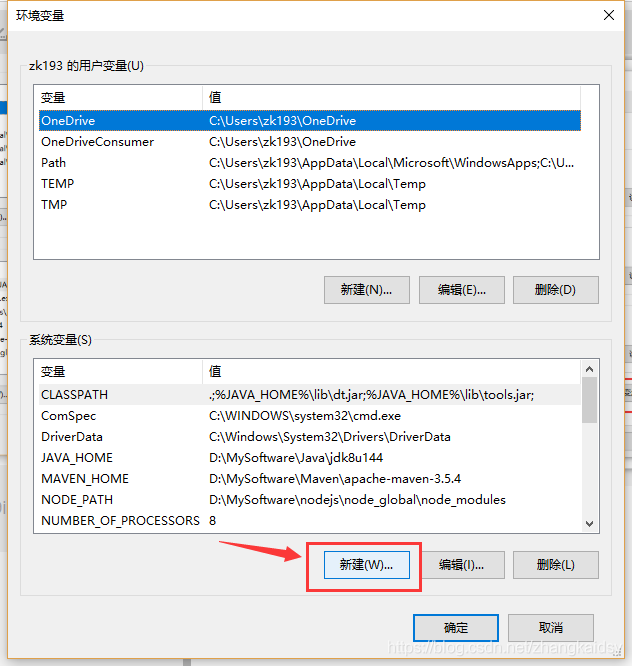 环境变量
zk193 的用户变量(U)
变量 值
OneDrive C:\Users\zk193\OneDrive
OneDriveConsumer C:\Users\zk193\OneDrive
Path C:\Users\zk193\AppData\Local\Microsoft\WindowsApps;C:\U...
TEMP C:\Users\zk193\AppData\Local\Temp
TMP C:\Users\zk193\AppData\Local\Temp
新建(N)... 编辑(E)... 删除(D)
系统变量(S)
变量 值
CLASSPATH .;%JAVA_HOME%\lib\dt.jar;%JAVA_HOME%\lib\tools.jar;
ComSpec C:\WINDOWS\system32\cmd.exe
DriverData C:\Windows\System32\Drivers\DriverData
JAVA_HOME D:\MySoftware\Java\jdk8u144
MAVEN_HOME D:\MySoftware\Maven\apache-maven-3.5.4
NODE_PATH D:\MySoftware\nodejs\node_global\node_modules
NUMBER_OF_PROCESSORS 8
新建(W)... 编辑(I)... 删除(L)
确定 取消
https://blog.csdn.net/zhangkaidsy